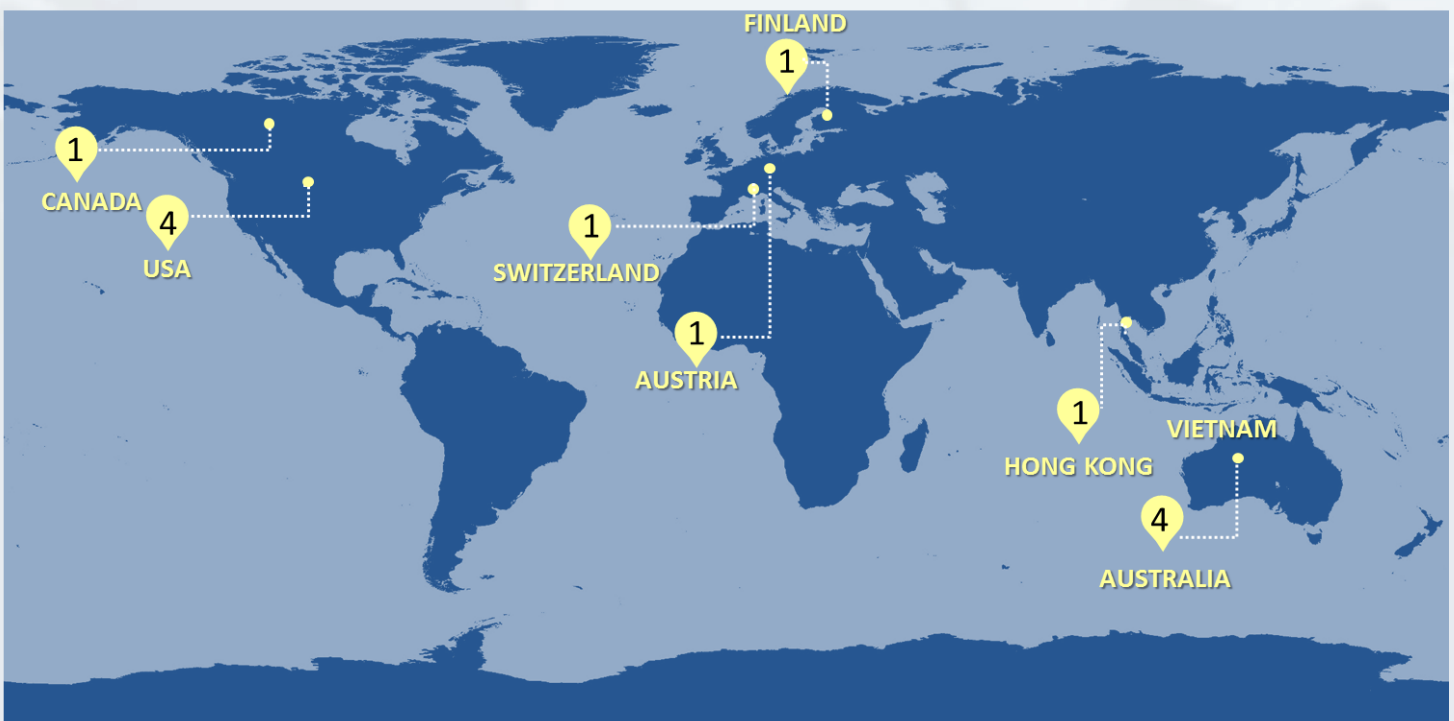 FINLAND
1
1
CANADA
4
USA
1
SWITZERLAND
1
AUSTRIA
1
HONG KONG
VIETNAM
4
AUSTRALIA